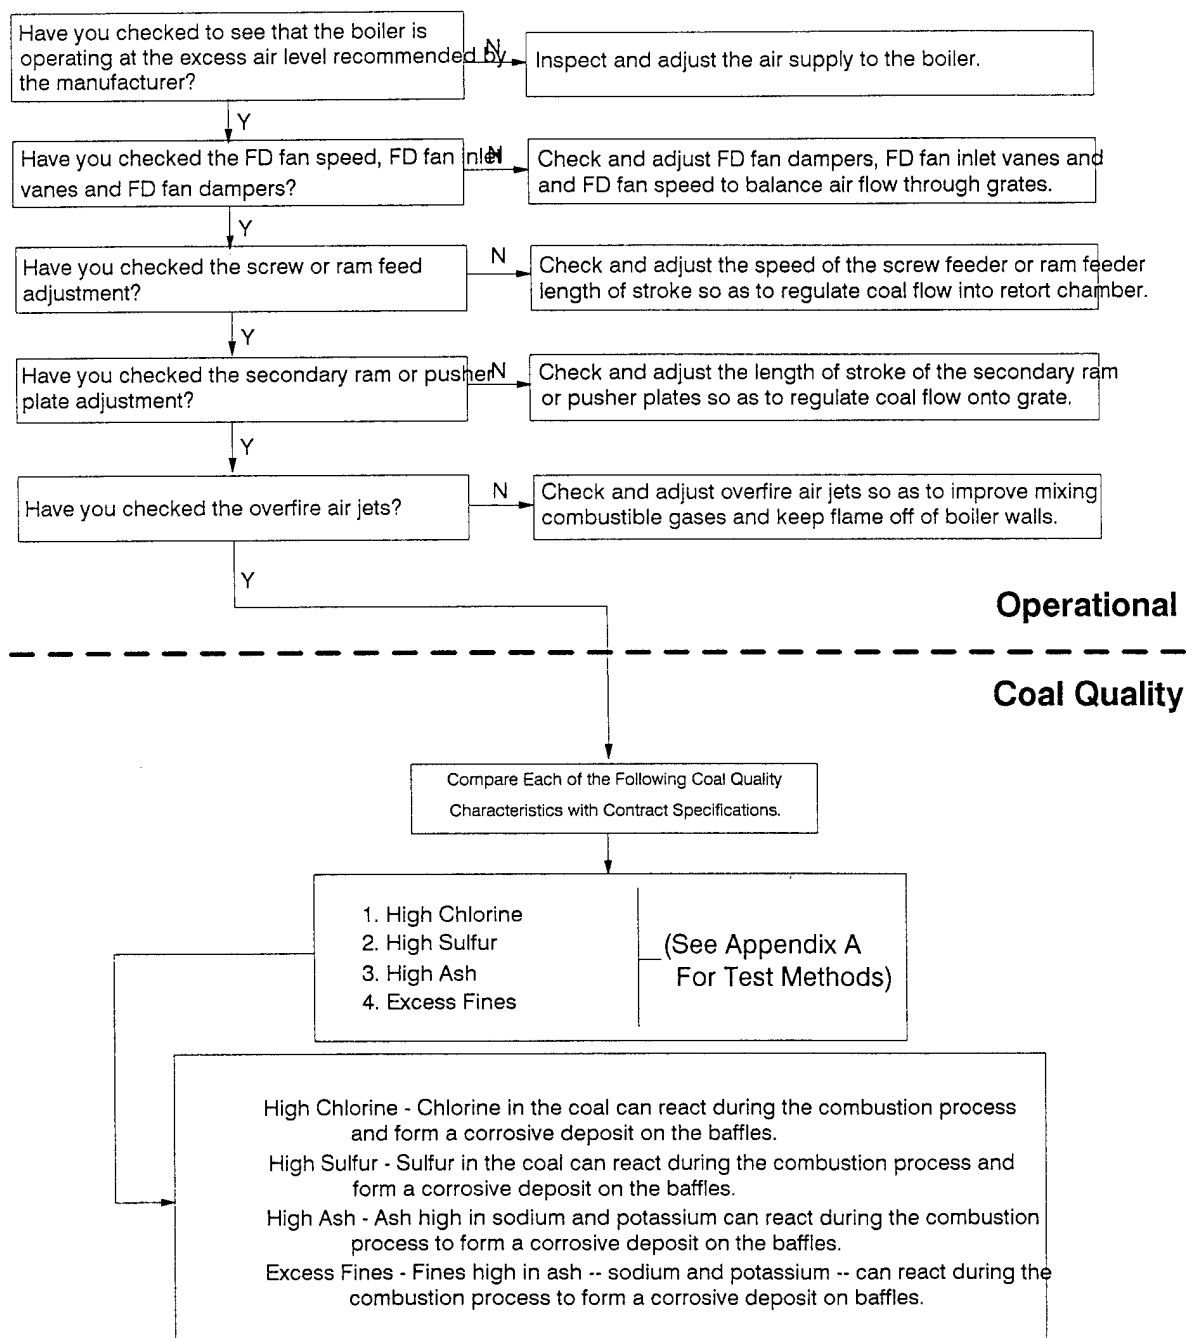 Have you checked to see that the boiler is
operating at the excess air level recommended by
the manufacturer?
N
Inspect and adjust the air supply to the boiler.
Y
Have you checked the FD fan speed, FD fan inlet
vanes and FD fan dampers?
N
Check and adjust FD fan dampers, FD fan inlet vanes and
and FD fan speed to balance air flow through grates.
Y
Have you checked the screw or ram feed
adjustment?
N
Check and adjust the speed of the screw feeder or ram feeder
length of stroke so as to regulate coal flow into retort chamber.
Y
Have you checked the secondary ram or pusher
plate adjustment?
N
Check and adjust the length of stroke of the secondary ram
or pusher plates so as to regulate coal flow onto grate.
Y
Have you checked the overfire air jets?
N
Check and adjust overfire air jets so as to improve mixing
combustible gases and keep flame off of boiler walls.
Y
Operational
Coal Quality
Compare Each of the Following Coal Quality
Characteristics with Contract Specifications.
1. High Chlorine
2. High Sulfur
3. High Ash
4. Excess Fines
(See Appendix A
For Test Methods)
High Chlorine - Chlorine in the coal can react during the combustion process
and form a corrosive deposit on the baffles.
High Sulfur - Sulfur in the coal can react during the combustion process and
form a corrosive deposit on the baffles.
High Ash - Ash high in sodium and potassium can react during the combustion
process to form a corrosive deposit on the baffles.
Excess Fines - Fines high in ash -- sodium and potassium -- can react during the
combustion process to form a corrosive deposit on baffles.